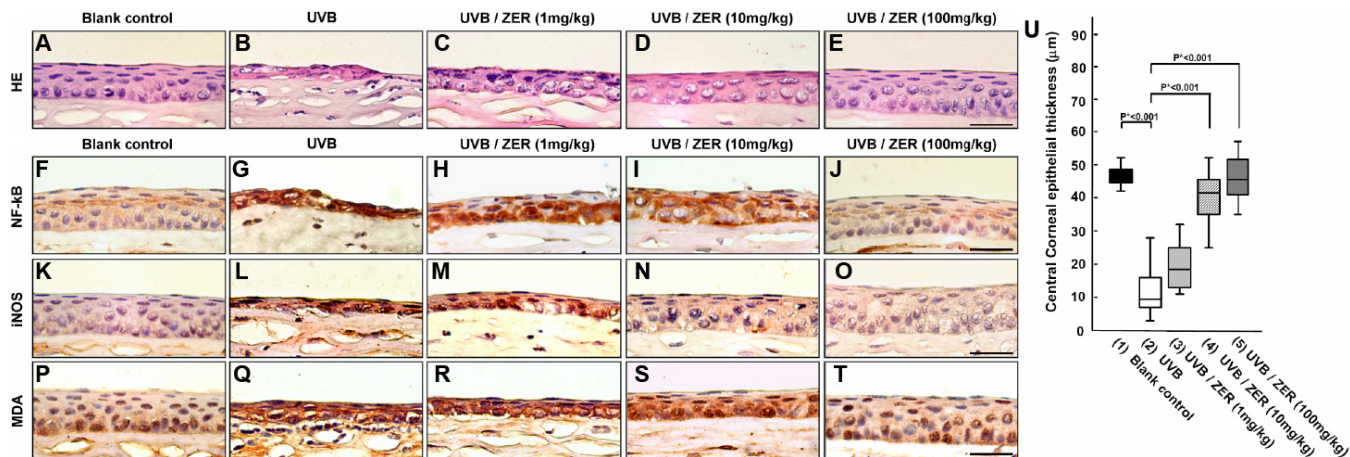 Blank control UVB UVB / ZER (1mg/kg) UVB / ZER (10mg/kg) UVB / ZER (100mg/kg)
HE A B C D E
Blank control UVB UVB / ZER (1mg/kg) UVB / ZER (10mg/kg) UVB / ZER (100mg/kg)
NF-kB F G H I J
iNOS K L M N O
MDA P Q R S T
U
Central Corneal epithelial thickness (μm)
90
80
70
60
50
40
30
20
10
0
P*<0.001
P*<0.001
P*<0.001
(1) Blank control
(2) UVB
(3) UVB / ZER (1mg/kg)
(4) UVB / ZER (10mg/kg)
(5) UVB / ZER (100mg/kg)